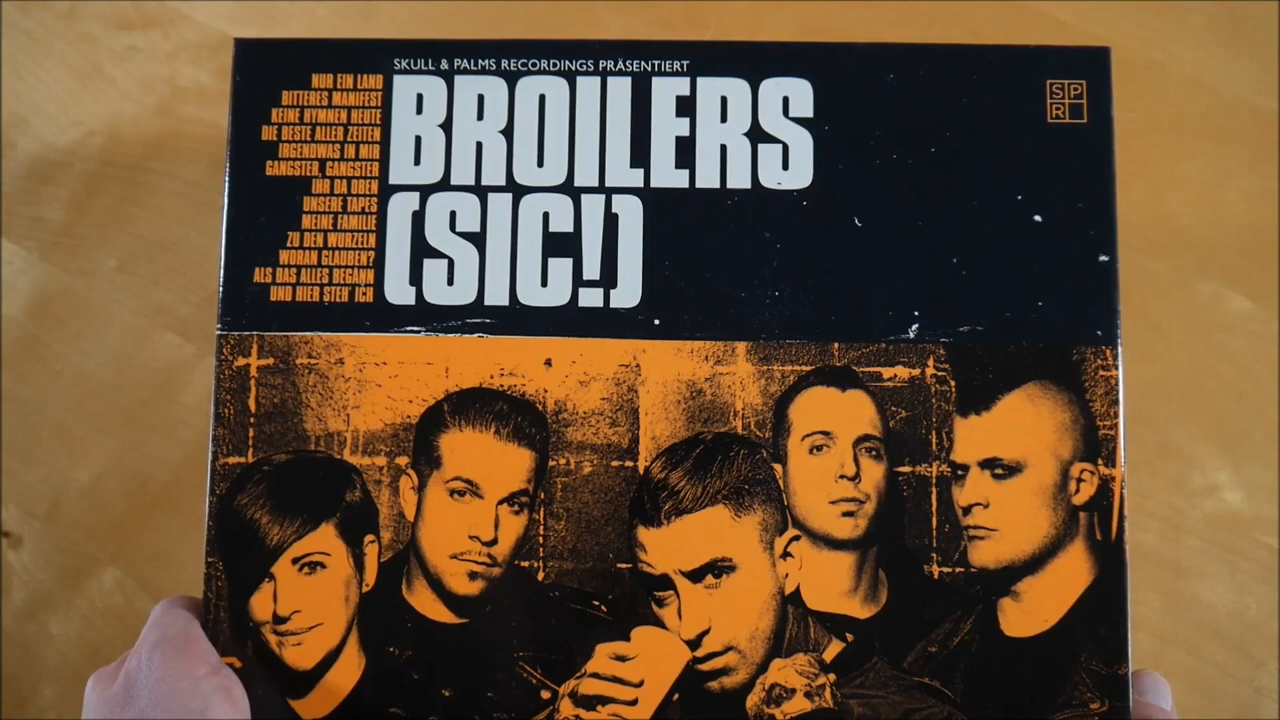 SKULL & PALMS RECORDINGS PRÄSENTIERT
NUR EIN LAND
BITTERES MANIFEST
KEINE HYMNEN HEUTE
DIE BESTE ALLER ZEITEN
IRGENDWAS IN MIR
GANGSTER, GANGSTER
IHR DA OBEN
UNSERE TAPES
MEINE FAMILIE
ZU DEN WURZELN
WORAN GLAUBEN?
ALS DAS ALLES BEGANN
UND HIER STEH' ICH
BROILERS
(SIC!)
SP
R